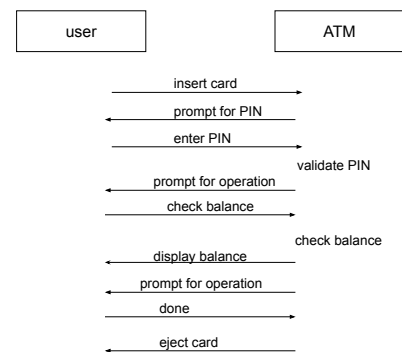 user
ATM
insert card
prompt for PIN
enter PIN
validate PIN
prompt for operation
check balance
check balance
display balance
prompt for operation
done
eject card